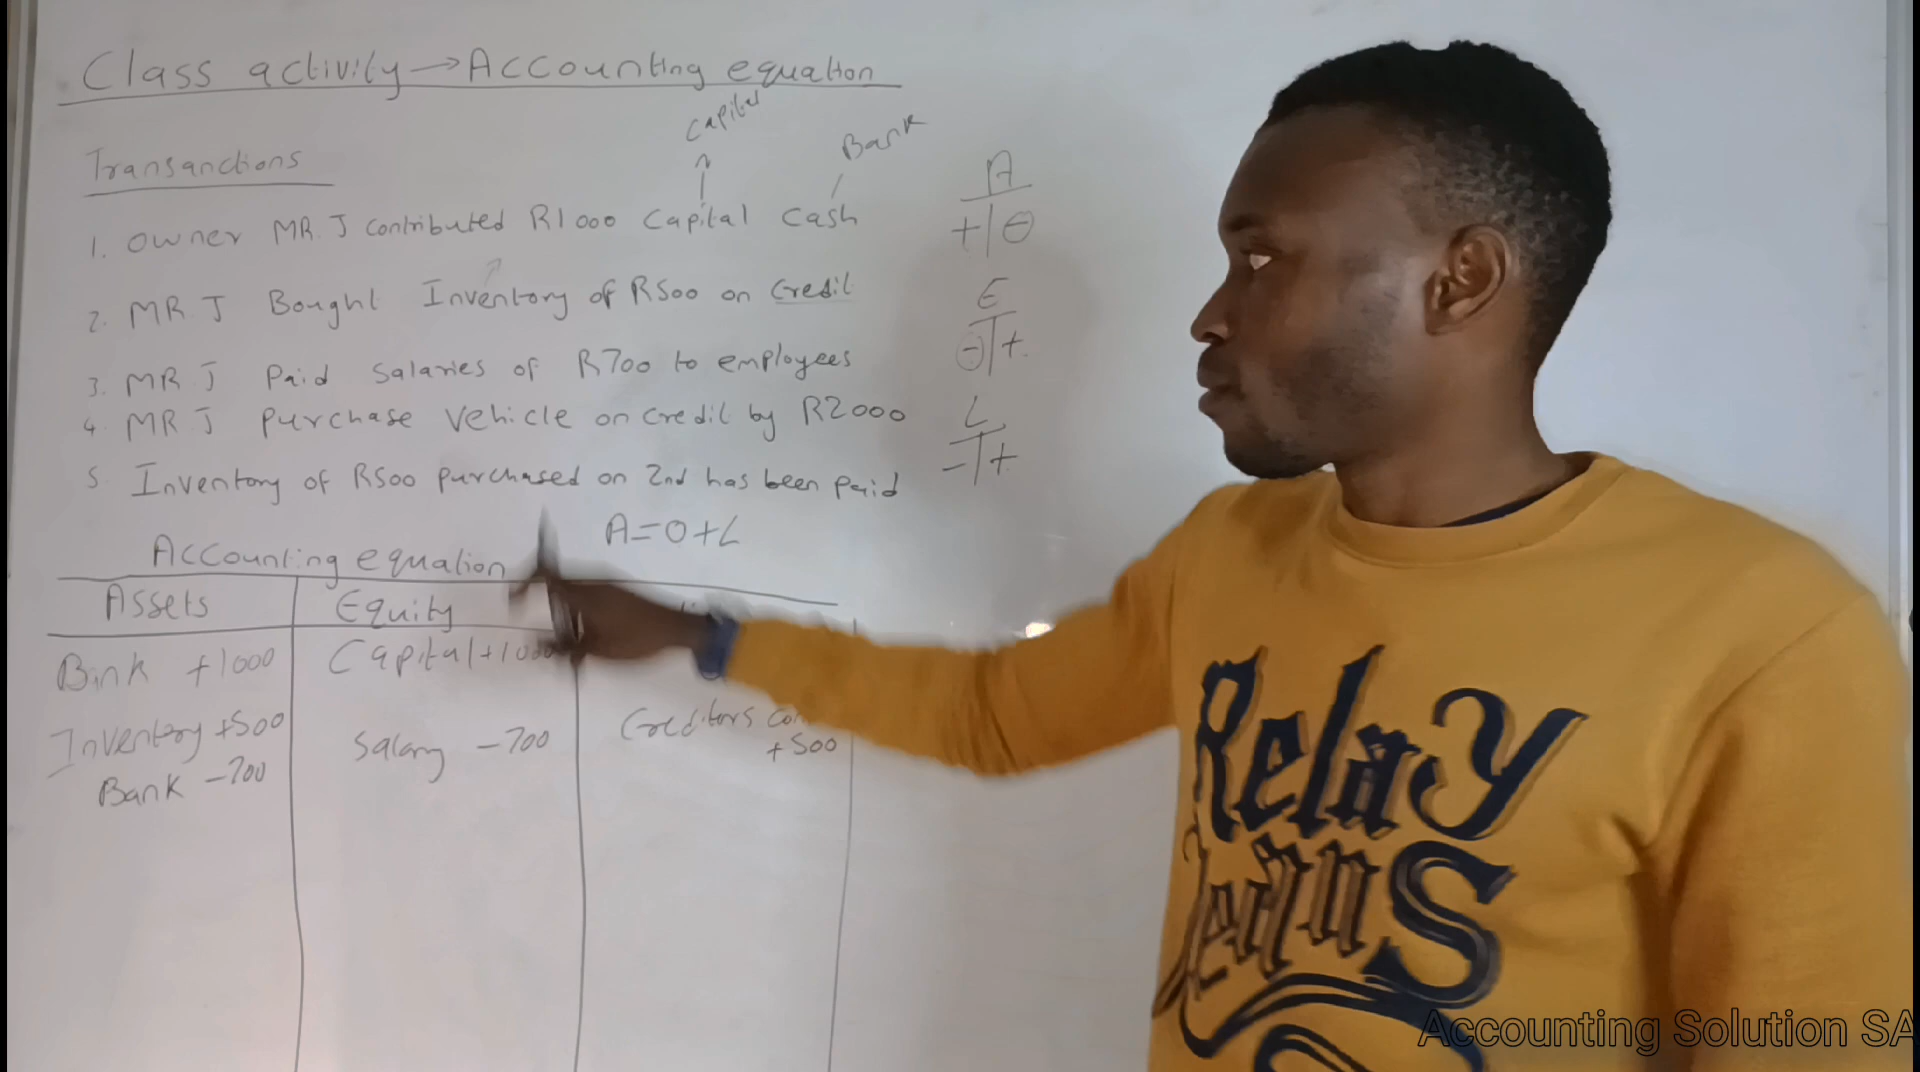 Class activity → Accounting equation
Capital
Bank
Transanctions
1. Owner MR. J contributed R1000 Capital Cash
2. MR. J Bought Inventory of R500 on Credit
3. MR J Paid Salaries of R700 to employees
4 MR J Purchase Vehicle on credit by R2000
5 Inventory of R500 purchased on 2nd has been paid
A
+ | -
E
- | +
L
- | +
A=O+L
Accounting equation
Assets Equity
Bank +1000 Capital +1000
Inventory +500 Salary -700 Creditors
+500
Bank -700
Relay
Jeans
Accounting Solution SA